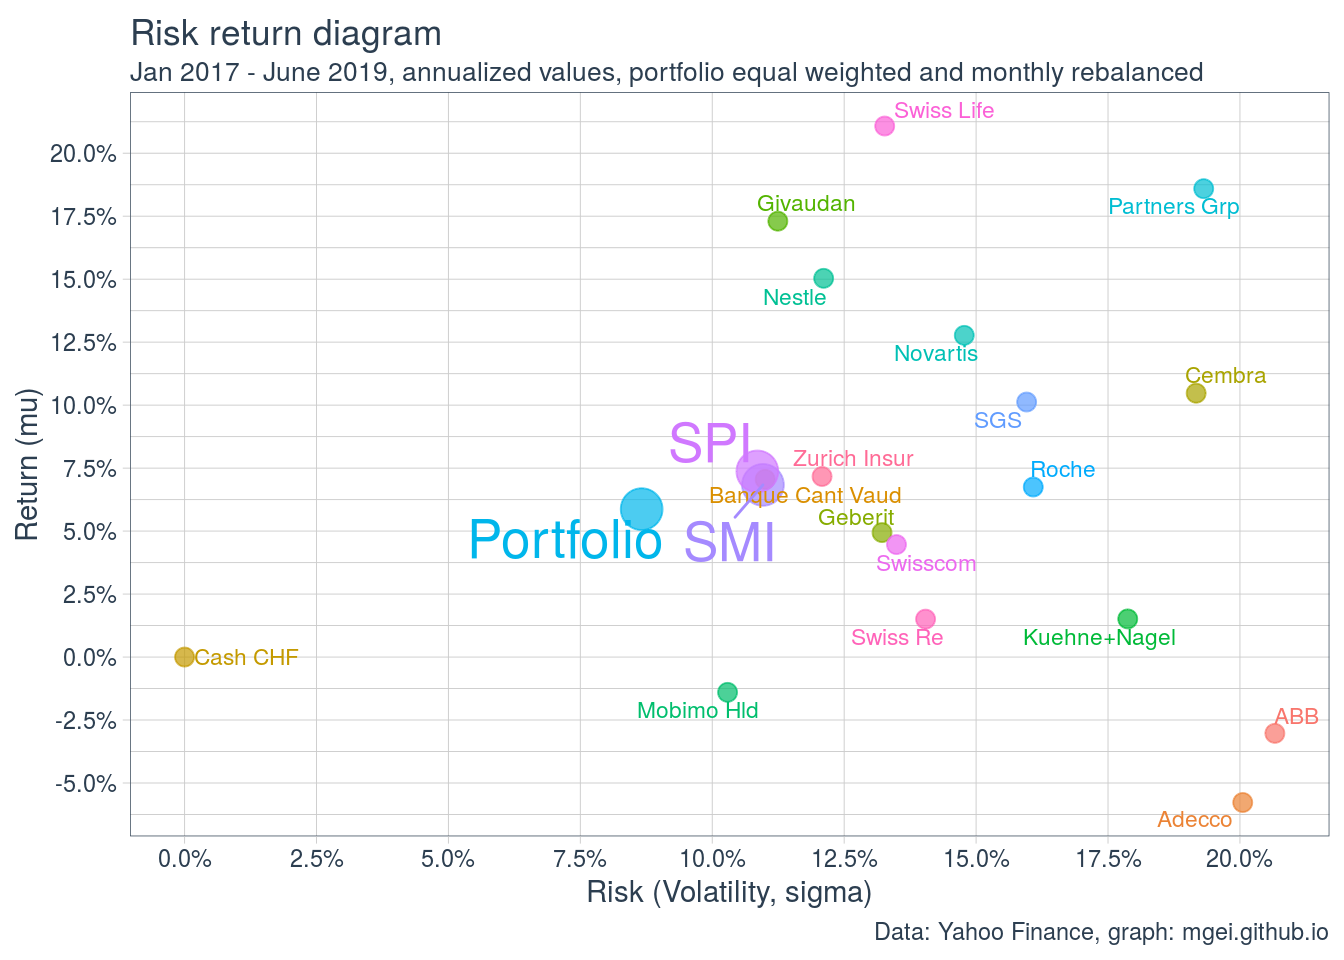 Risk return diagram
Jan 2017 - June 2019, annualized values, portfolio equal weighted and monthly rebalanced
Return (mu)
20.0%
17.5%
15.0%
12.5%
10.0%
7.5%
5.0%
2.5%
0.0%
-2.5%
-5.0%
Swiss Life
Givaudan
Partners Grp
Nestle
Novartis
Cembra
SGS
SPI
Zurich Insur
Roche
Banque Cant Vaud
Geberit
Portfolio
SMI
Swisscom
Swiss Re
Kuehne+Nagel
Cash CHF
Mobimo Hld
ABB
Adecco
0.0% 2.5% 5.0% 7.5% 10.0% 12.5% 15.0% 17.5% 20.0%
Risk (Volatility, sigma)
Data: Yahoo Finance, graph: mgei.github.io